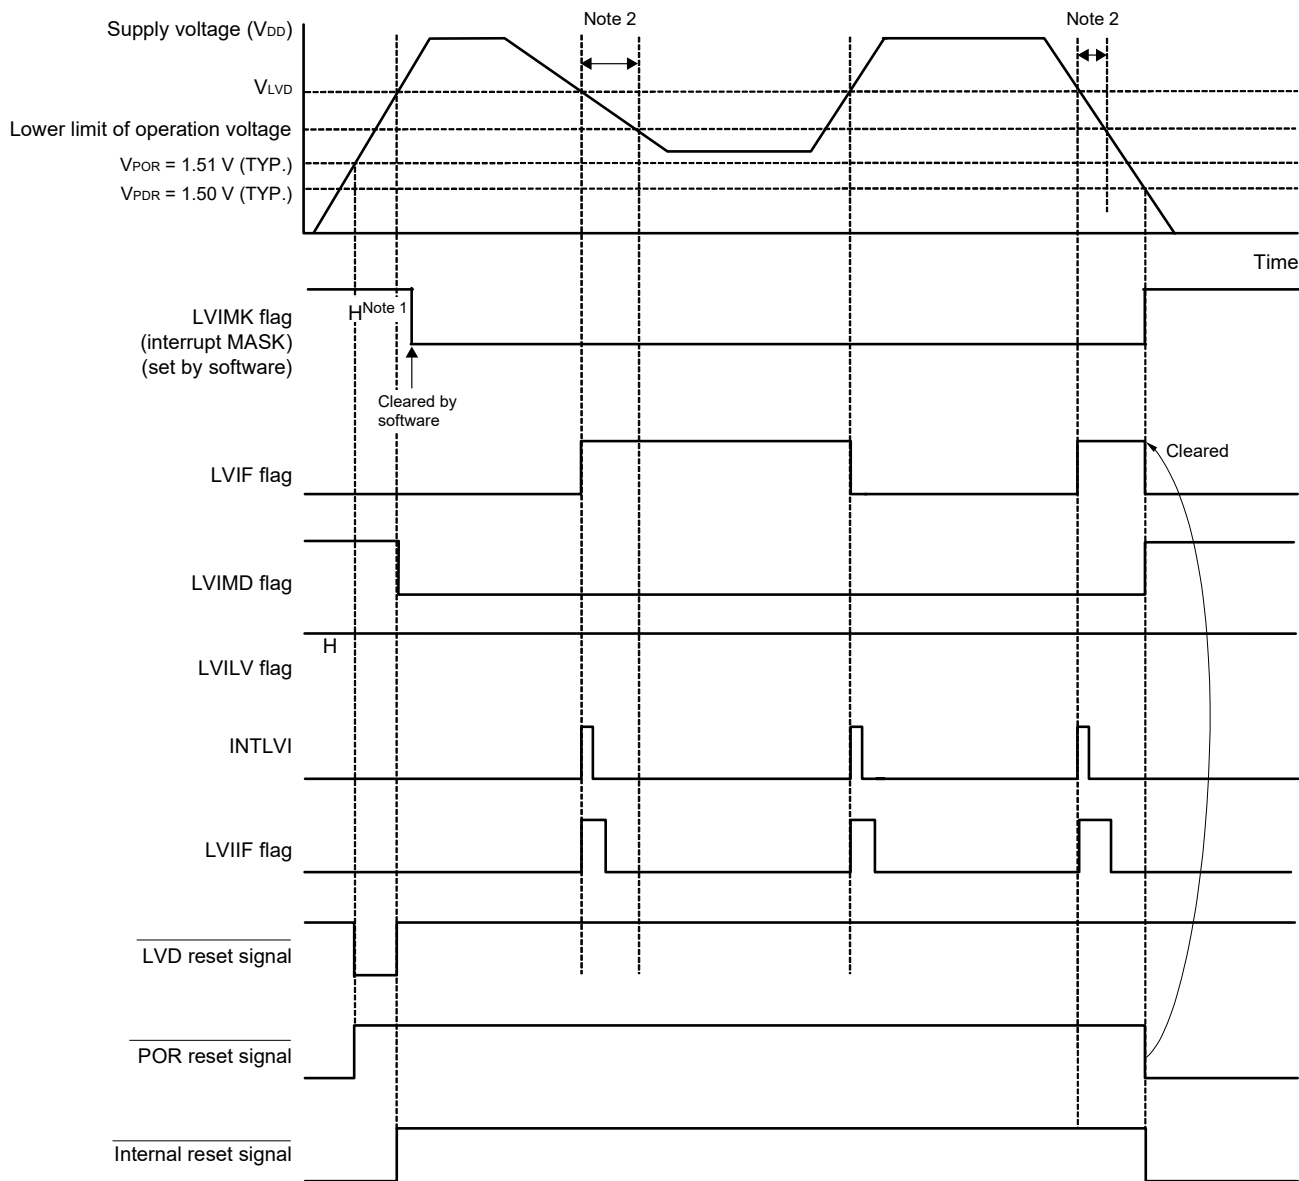 Note 2
Note 2
Supply voltage (VDD)
VLVD
Lower limit of operation voltage
VPOR = 1.51 V (TYP.)
VPDR = 1.50 V (TYP.)
Time
HNote 1
LVIMK flag
(interrupt MASK)
(set by software)
Cleared by
software
Cleared
LVIF flag
LVIMD flag
H
LVILV flag
INTLVI
LVIIF flag
LVD reset signal
POR reset signal
Internal reset signal